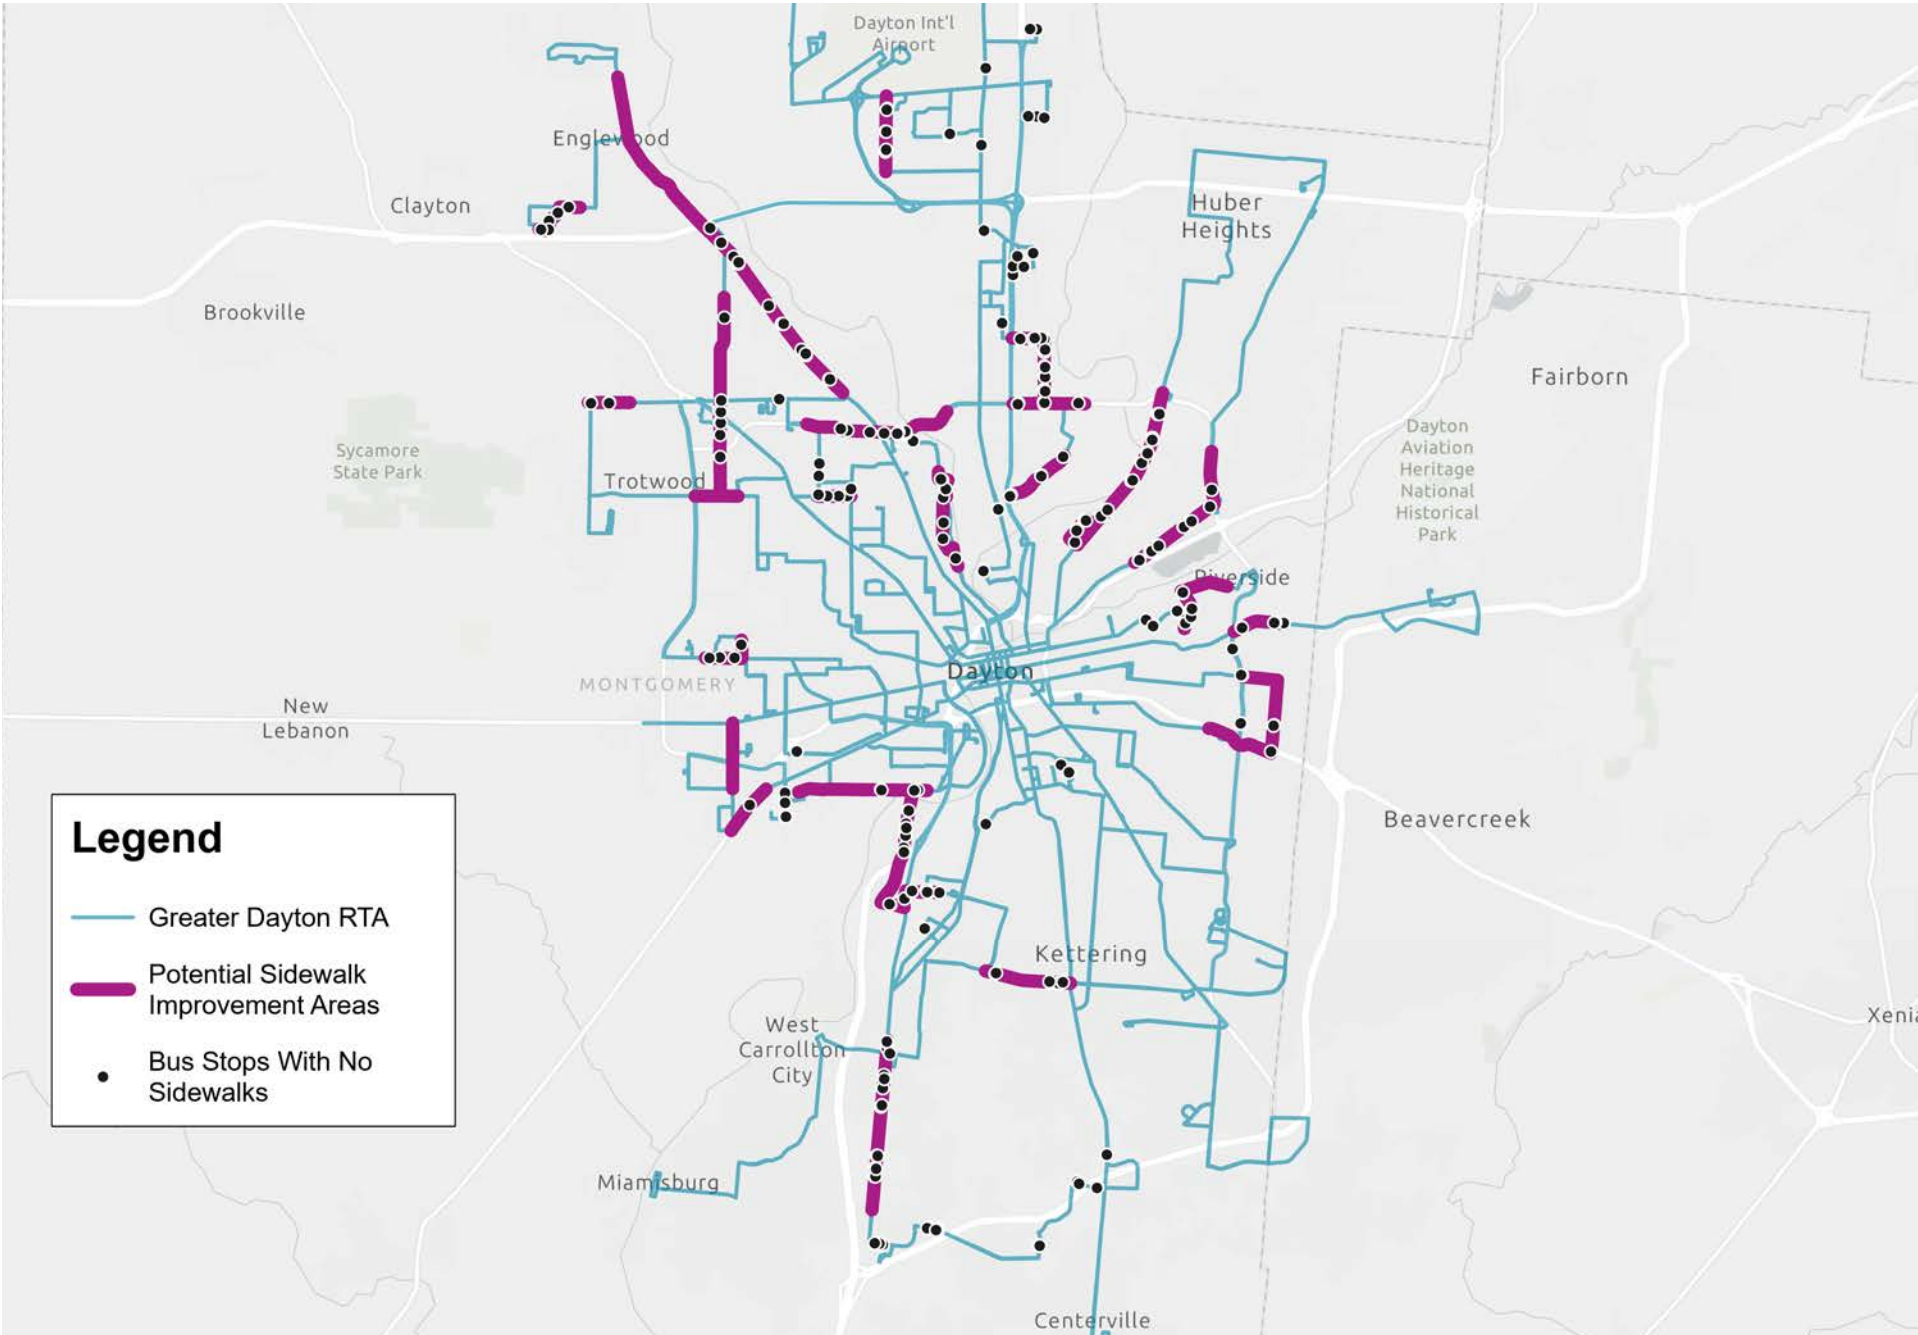 Dayton Int'l
Airport
Englewood
Clayton
Huber
Heights
Brookville
Fairborn
Sycamore
State Park
Trotwood
Dayton
Aviation
Heritage
National
Historical
Park
Riverside
Dayton
MONTGOMERY
New
Lebanon
Beavercreek
Legend
Greater Dayton RTA
Potential Sidewalk
Improvement Areas
Bus Stops With No
Sidewalks
Kettering
West
Carrollton
City
Xenia
Miamisburg
Centerville